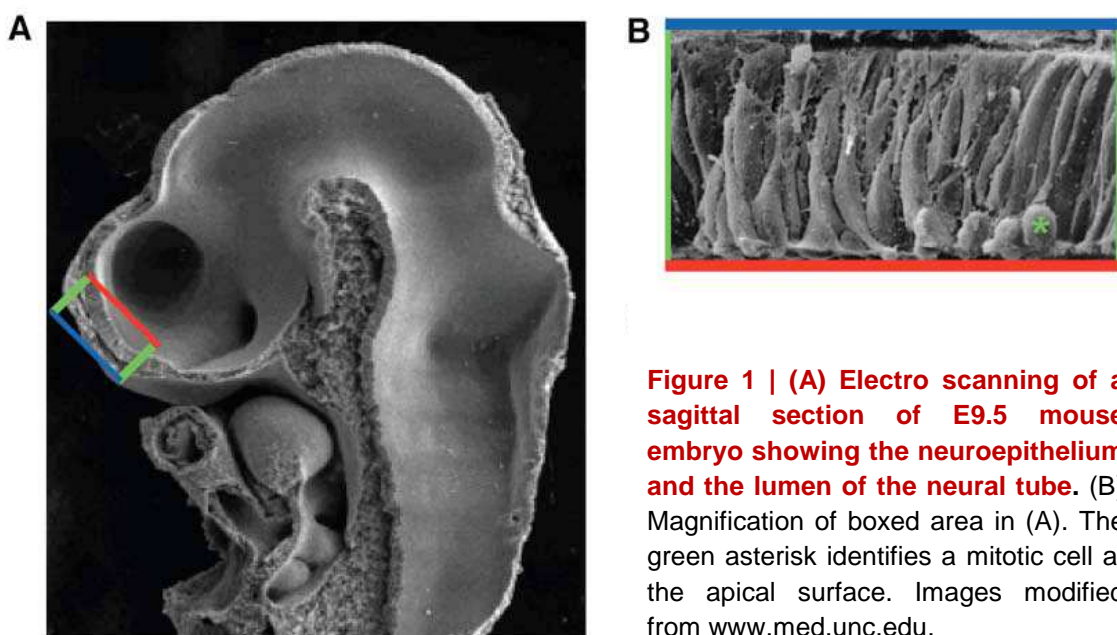 A
B
*
Figure 1 | (A) Electro scanning of a
sagittal section of E9.5 mouse
embryo showing the neuroepithelium
and the lumen of the neural tube. (B)
Magnification of boxed area in (A). The
green asterisk identifies a mitotic cell at
the apical surface. Images modified
from www.med.unc.edu.